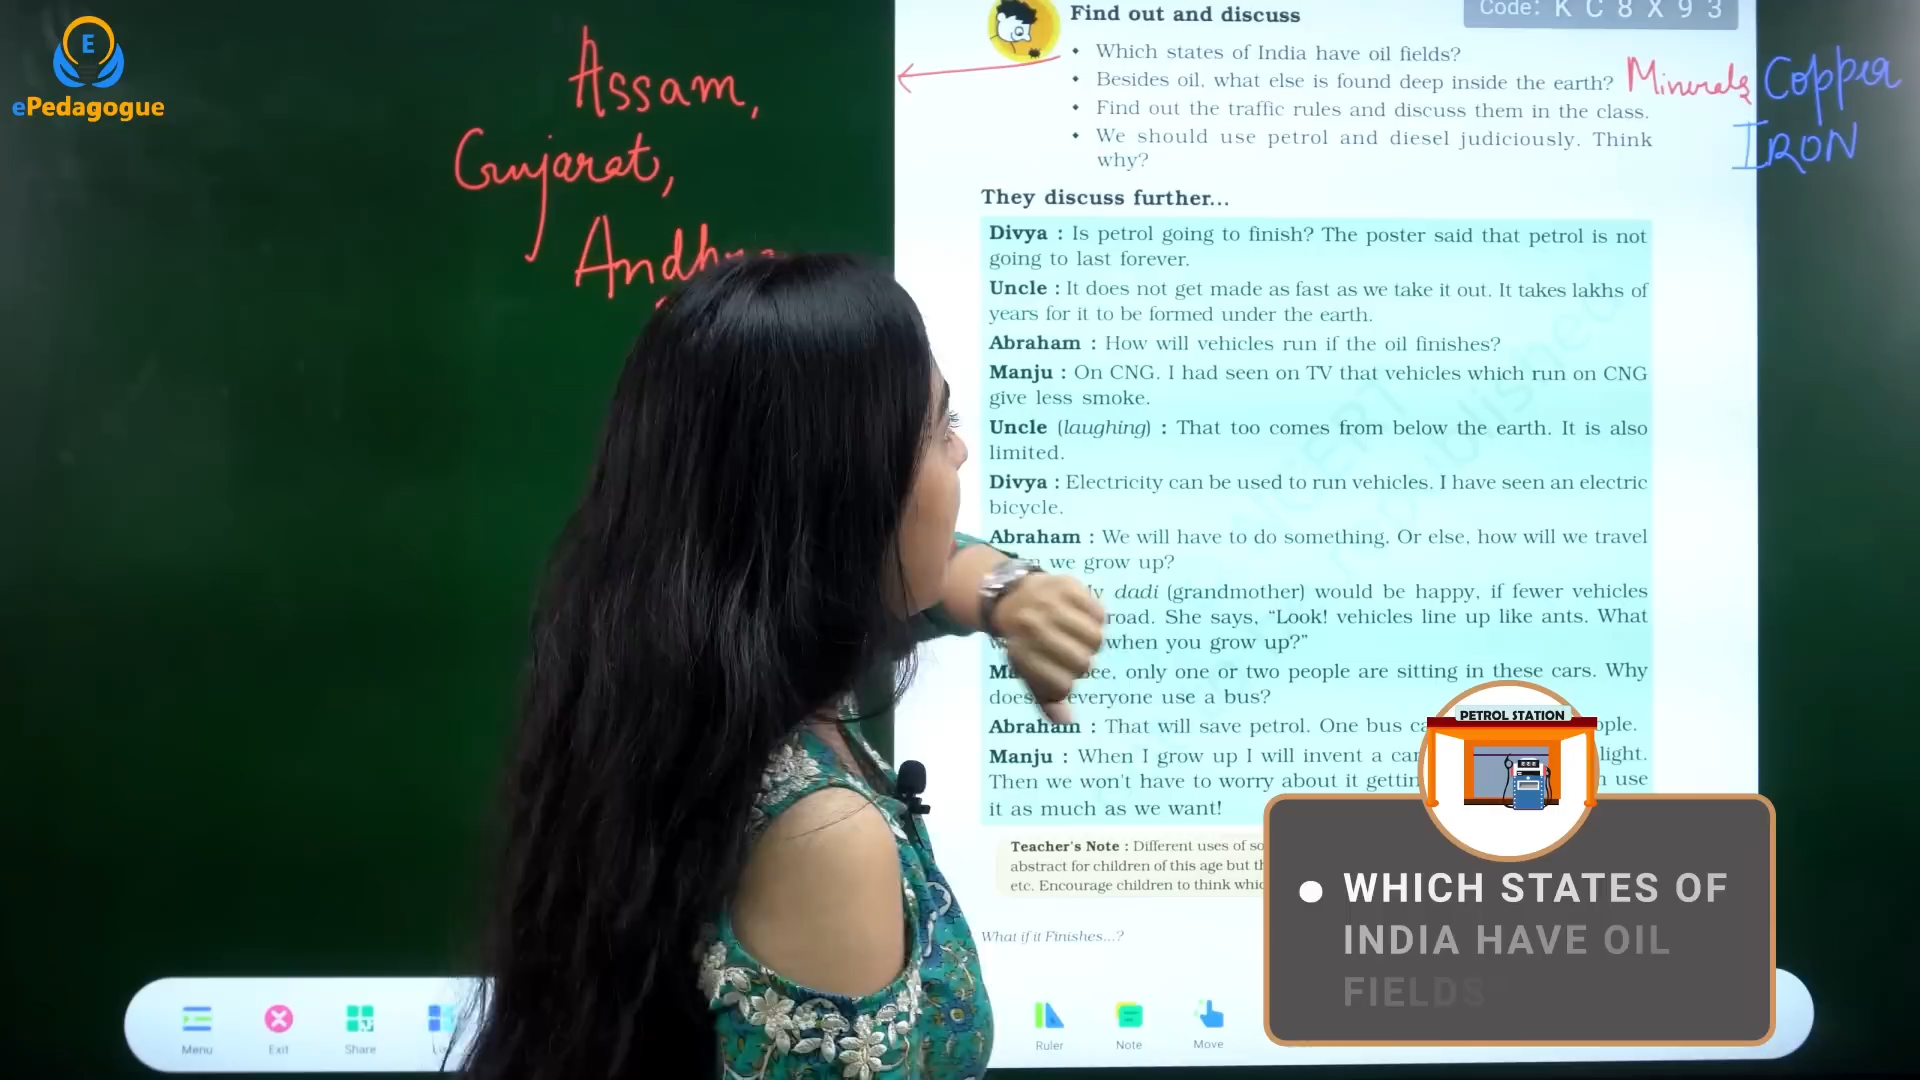 E
ePedagogue
Assam,
Gujarat,
Find out and discuss
Code: K C 8 X 9 3
• Which states of India have oil fields?
• Besides oil, what else is found deep inside the earth? Minerals Copper
IRON
• Find out the traffic rules and discuss them in the class.
• We should use petrol and diesel judiciously. Think
why?
They discuss further...
Divya : Is petrol going to finish? The poster said that petrol is not
going to last forever.
Uncle : It does not get made as fast as we take it out. It takes lakhs of
years for it to be formed under the earth.
Abraham : How will vehicles run if the oil finishes?
Manju : On CNG. I had seen on TV that vehicles which run on CNG
give less smoke.
Uncle (laughing) : That too comes from below the earth. It is also
limited.
Divya : Electricity can be used to run vehicles. I have seen an electric
bicycle.
Abraham : We will have to do something. Or else, how will we travel
we grow up?
dadi (grandmother) would be happy, if fewer vehicles
road. She says, “Look! vehicles line up like ants. What
when you grow up?”
only one or two people are sitting in these cars. Why
everyone use a bus?
Abraham : That will save petrol. One bus
Manju : When I grow up I will invent a car light.
Then we won't have to worry about it use
it as much as we want!
Teacher's Note : Different uses of
abstract for children of this age but
etc. Encourage children to think
What if it Finishes...?
PETROL STATION
• WHICH STATES OF
INDIA HAVE OIL
FIELDS
Menu
Exit
Share
Ruler
Note
Move